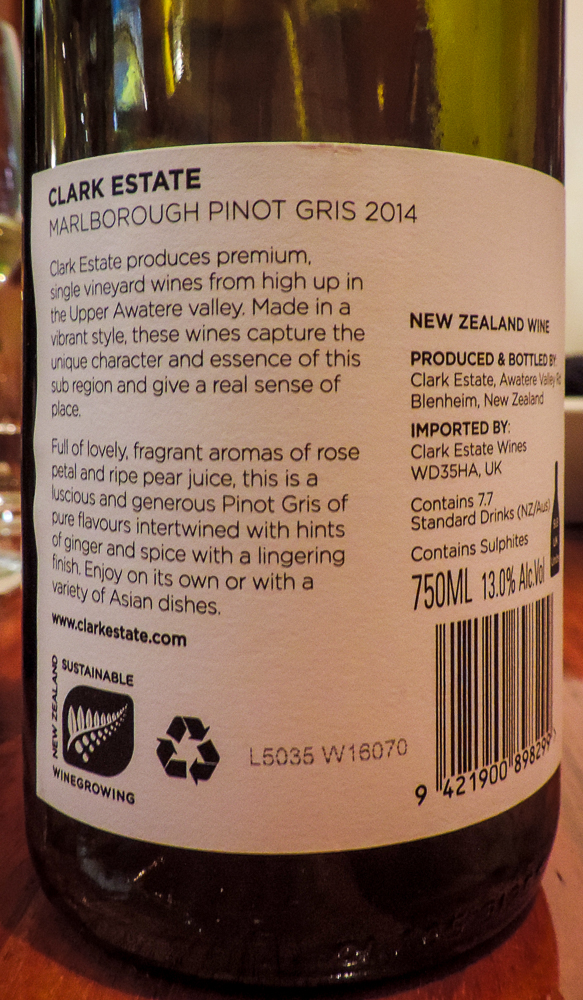 CLARK ESTATE
MARLBOROUGH PINOT GRIS 2014
Clark Estate produces premium,
single vineyard wines from high up in
the Upper Awatere valley. Made in a
vibrant style, these wines capture the
unique character and essence of this
sub region and give a real sense of
place.
Full of lovely, fragrant aromas of rose
petal and ripe pear juice, this is a
luscious and generous Pinot Gris of
pure flavours intertwined with hints
of ginger and spice with a lingering
finish. Enjoy on its own or with a
variety of Asian dishes.
www.clarkestate.com
NEW ZEALAND
SUSTAINABLE
WINEGROWING
L5035 W16070
NEW ZEALAND WINE
PRODUCED & BOTTLED BY:
Clark Estate, Awatere Valley Rd
Blenheim, New Zealand
IMPORTED BY:
Clark Estate Wines
WD35HA, UK
Contains 7.7
Standard Drinks (NZ/Aus)
Contains Sulphites
750ML 13.0% Alc.Vol
9 421900 898299